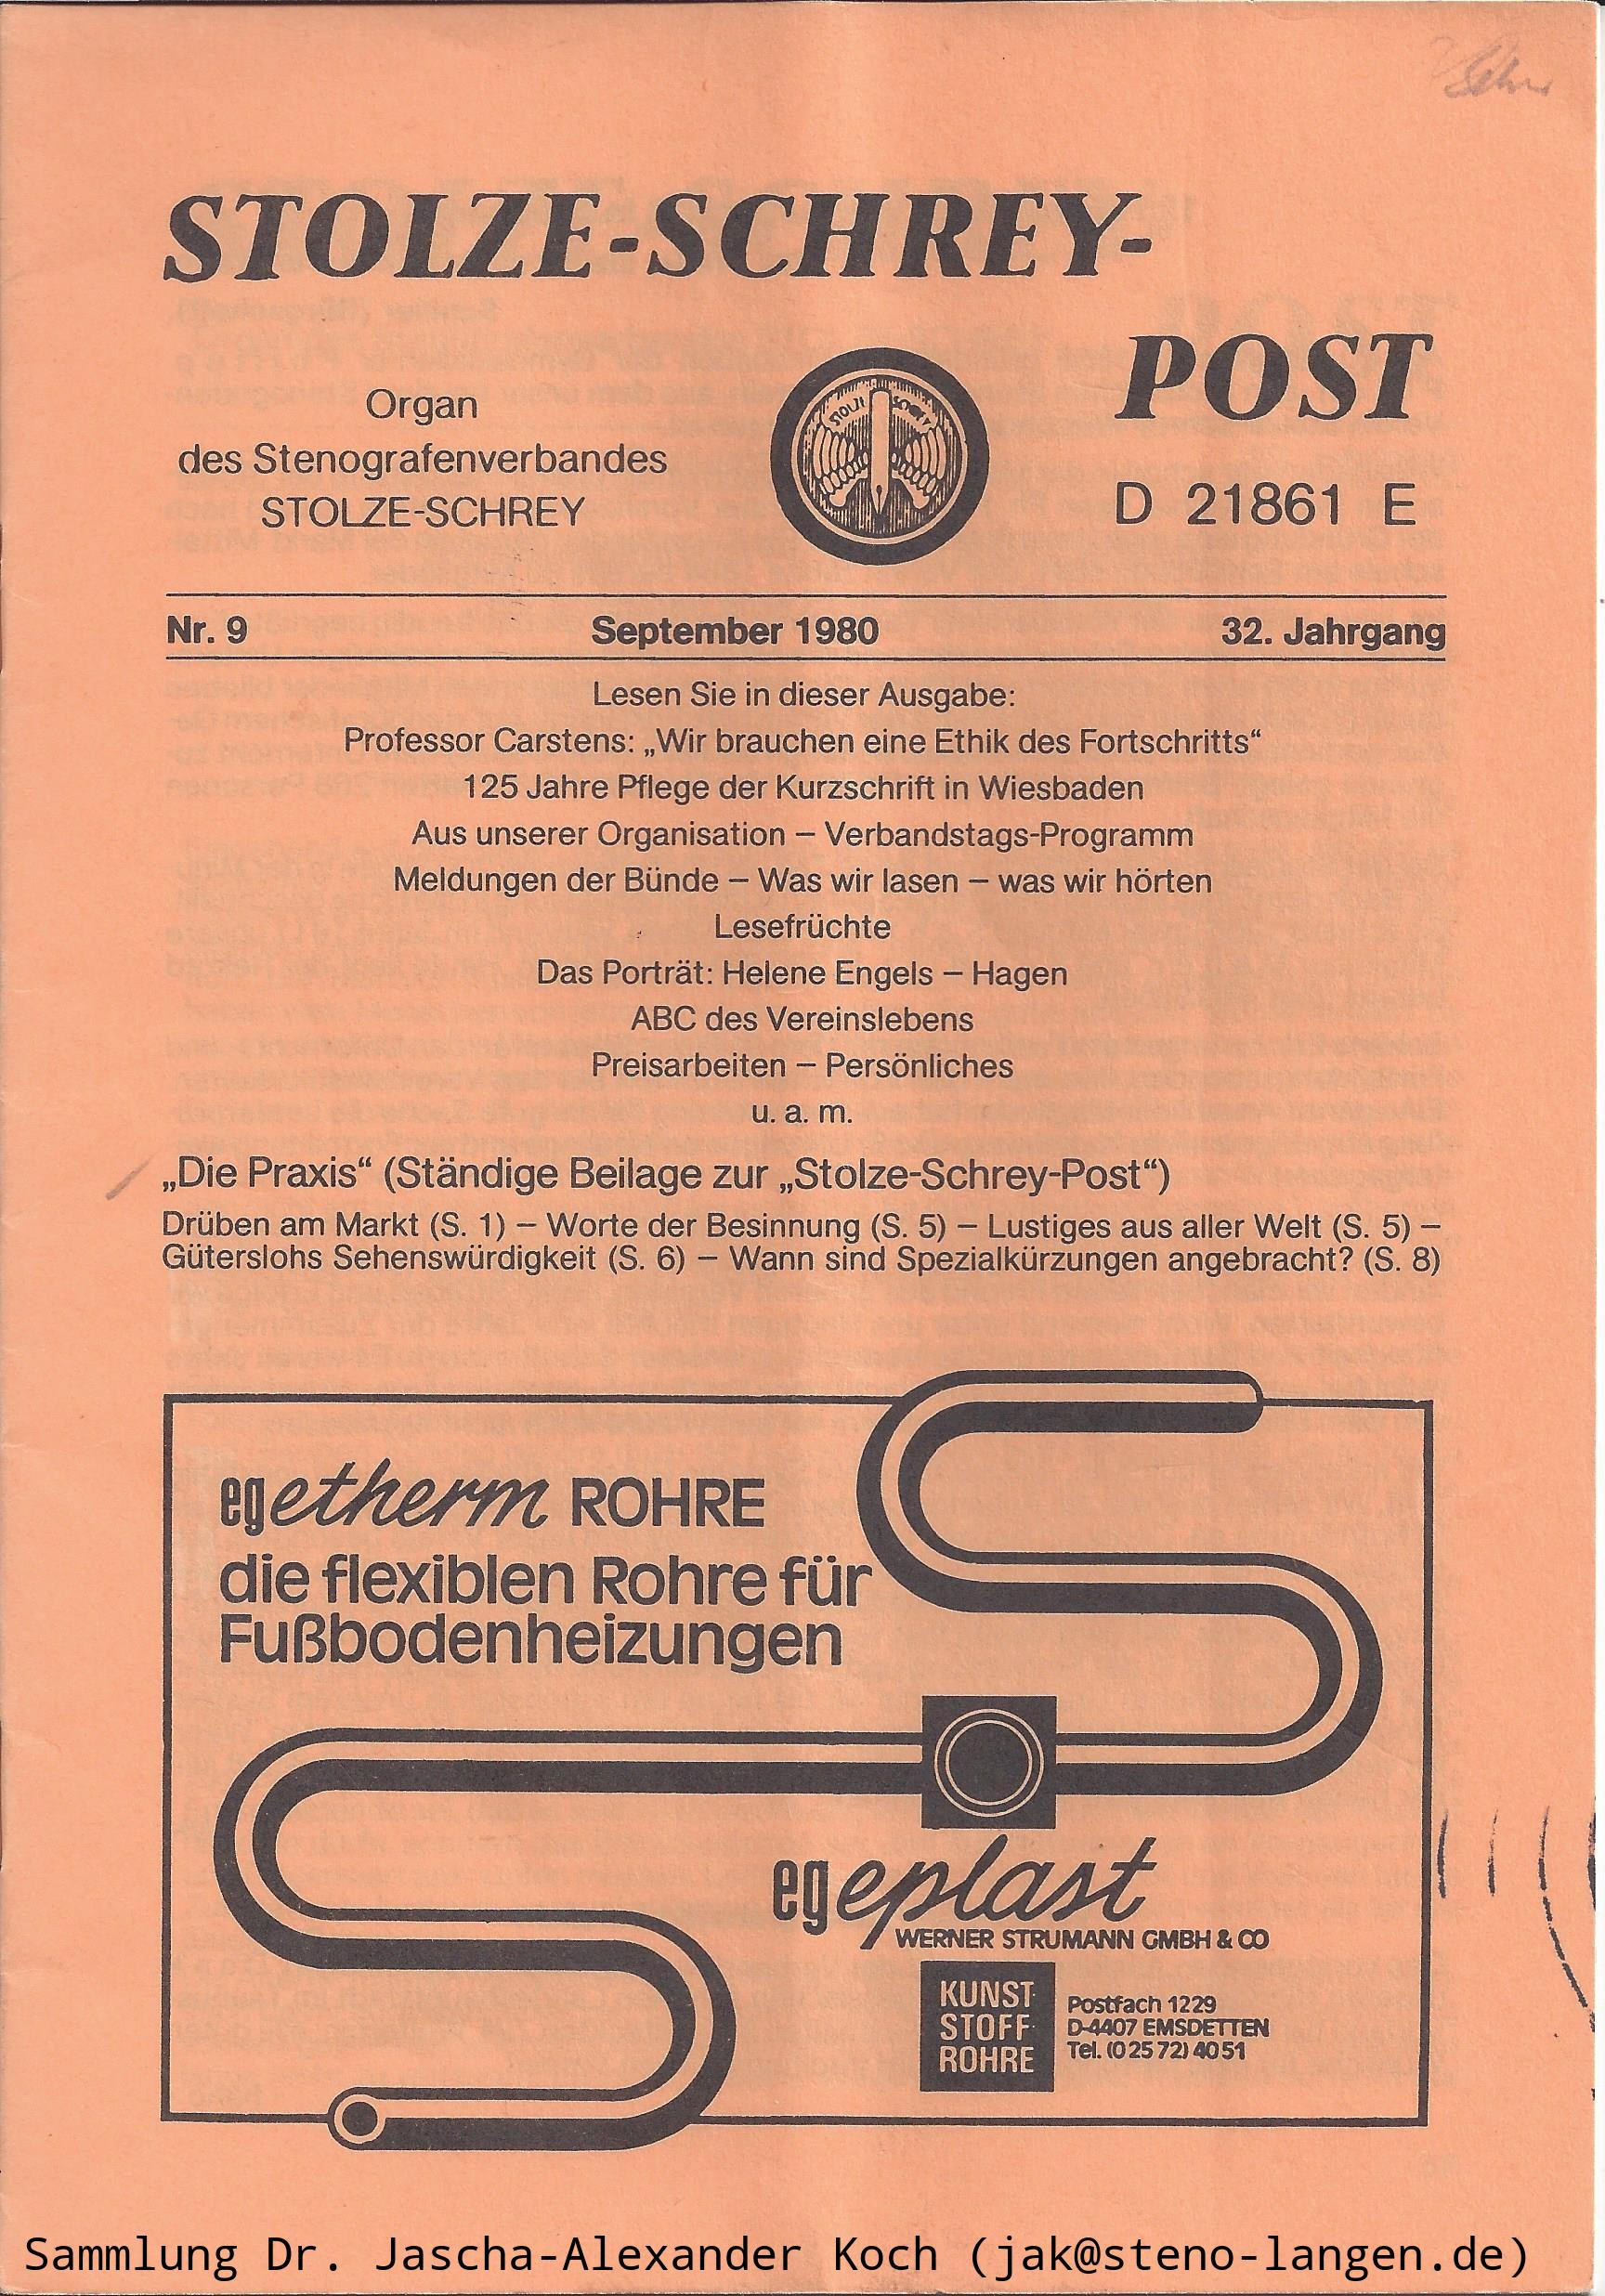 STOLZE-SCHREY-
POST
Organ
des Stenografenverbandes
STOLZE-SCHREY
D 21861 E
Nr. 9 September 1980 32. Jahrgang
Lesen Sie in dieser Ausgabe:
Professor Carstens: „Wir brauchen eine Ethik des Fortschritts“
125 Jahre Pflege der Kurzschrift in Wiesbaden
Aus unserer Organisation – Verbandstags-Programm
Meldungen der Bünde – Was wir lasen – was wir hörten
Lesefrüchte
Das Porträt: Helene Engels – Hagen
ABC des Vereinslebens
Preisarbeiten – Persönliches
u. a. m.
„Die Praxis“ (Ständige Beilage zur „Stolze-Schrey-Post“)
Drüben am Markt (S. 1) – Worte der Besinnung (S. 5) – Lustiges aus aller Welt (S. 5) –
Güterslohs Sehenswürdigkeit (S. 6) – Wann sind Spezialkürzungen angebracht? (S. 8)
egetherm ROHRE
die flexiblen Rohre für
Fußbodenheizungen
egeplast
WERNER STRUMANN GMBH & CO
KUNST
STOFF
ROHRE
Postfach 1229
D-4407 EMSDETTEN
Tel. (0 25 72) 40 51
Sammlung Dr. Jascha-Alexander Koch (jak@steno-langen.de)